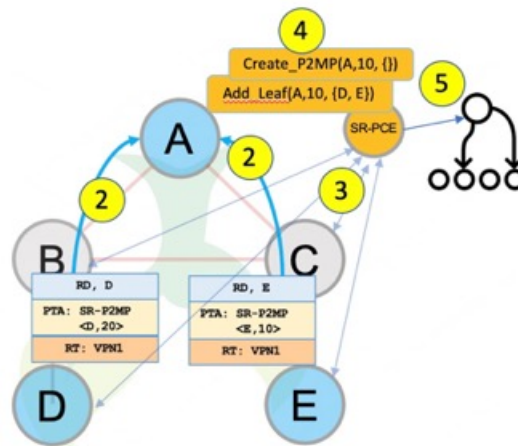 4
Create_P2MP(A,10, {})
Add_Leaf(A,10, {D, E})
5
SR-PCE
A
2
2
3
B
C
RD, D
PTA: SR-P2MP
<D,20>
RT: VPN1
RD, E
PTA: SR-P2MP
<E,10>
RT: VPN1
D
E